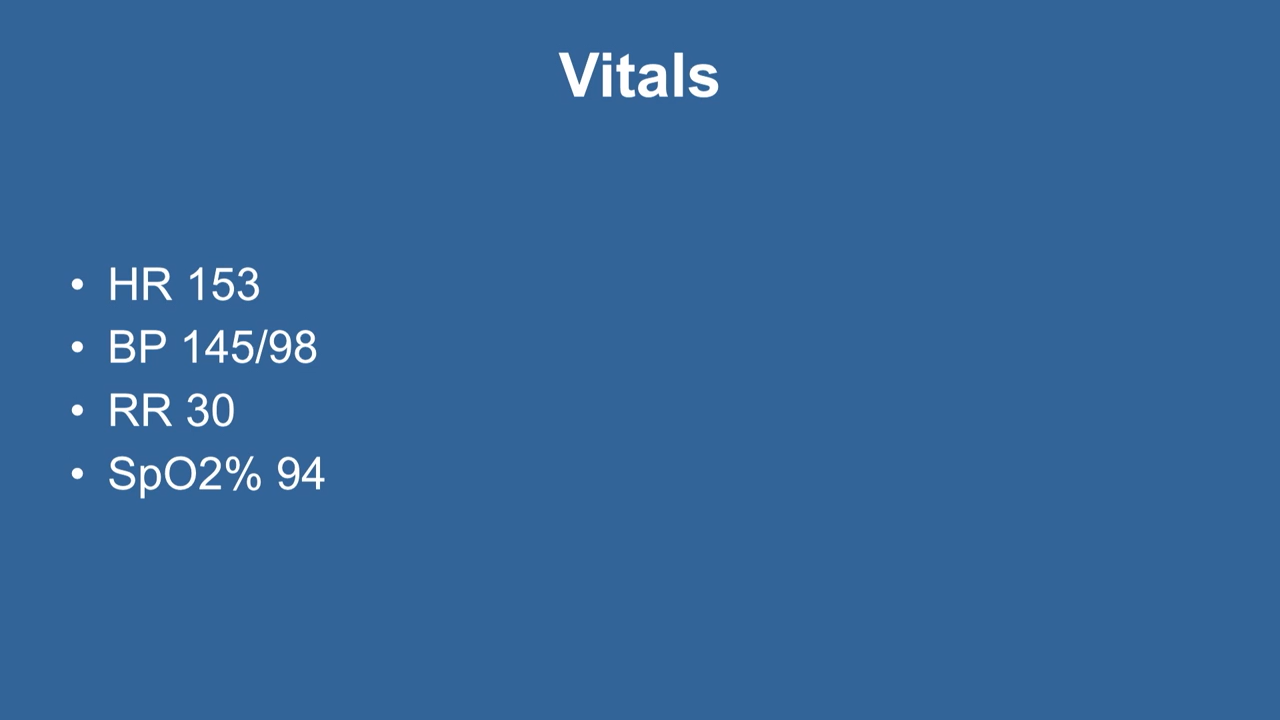 Vitals
• HR 153
• BP 145/98
• RR 30
• SpO2% 94